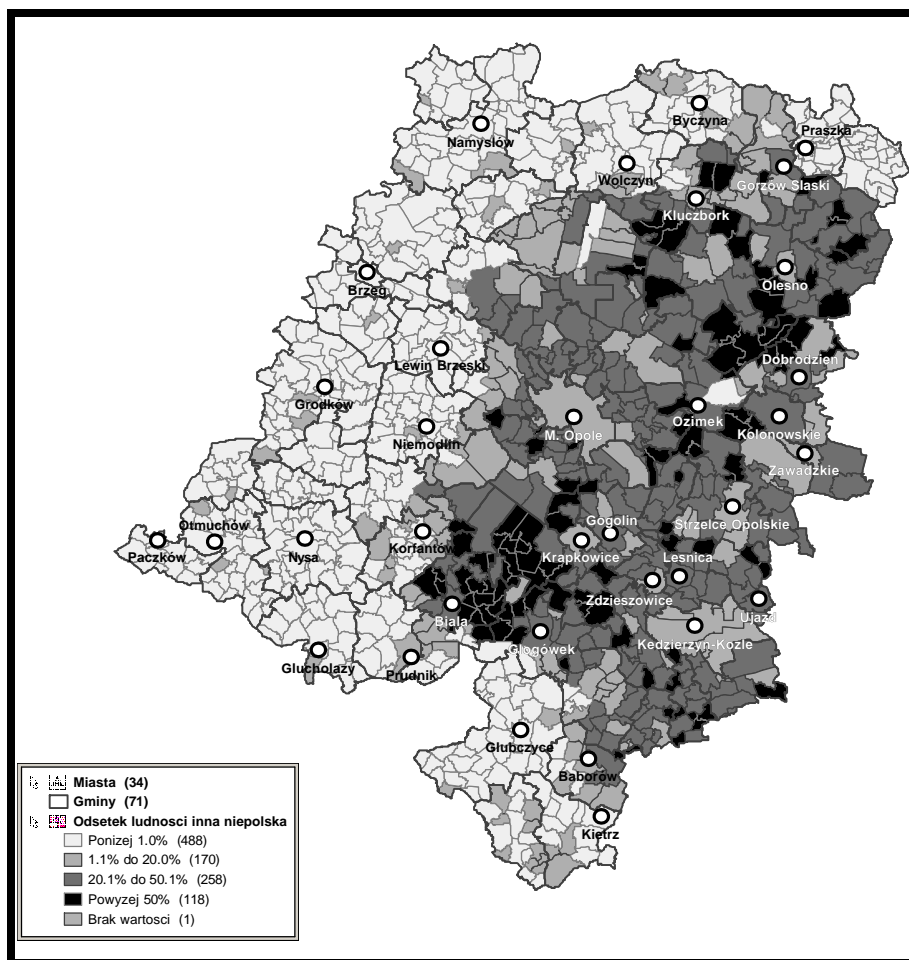 Byczyna
Praszka
Namysłów
Wolczyn
Gorzów Slaski
Kluczbork
Olesno
Brzeg
Lewin Brzeski
Dobrodzien
Grodków
Ozimek
Kolonowskie
M. Opole
Niemodlin
Zawadzkie
Otmuchów
Gogolin
Strzelce Opolskie
Paczków
Nysa
Korfantów
Krapkowice
Lesnica
Zdzieszowice
Ujazd
Biala
Kedzierzyn-Kozle
Glogówek
Glucholazy
Prudnik
Glubczyce
Baborów
Kietrz
Miasta (34)
Gminy (71)
Odsetek ludnosci inna niepolska
Ponizej 1.0% (488)
1.1% do 20.0% (170)
20.1% do 50.1% (258)
Powyzej 50% (118)
Brak wartosci (1)